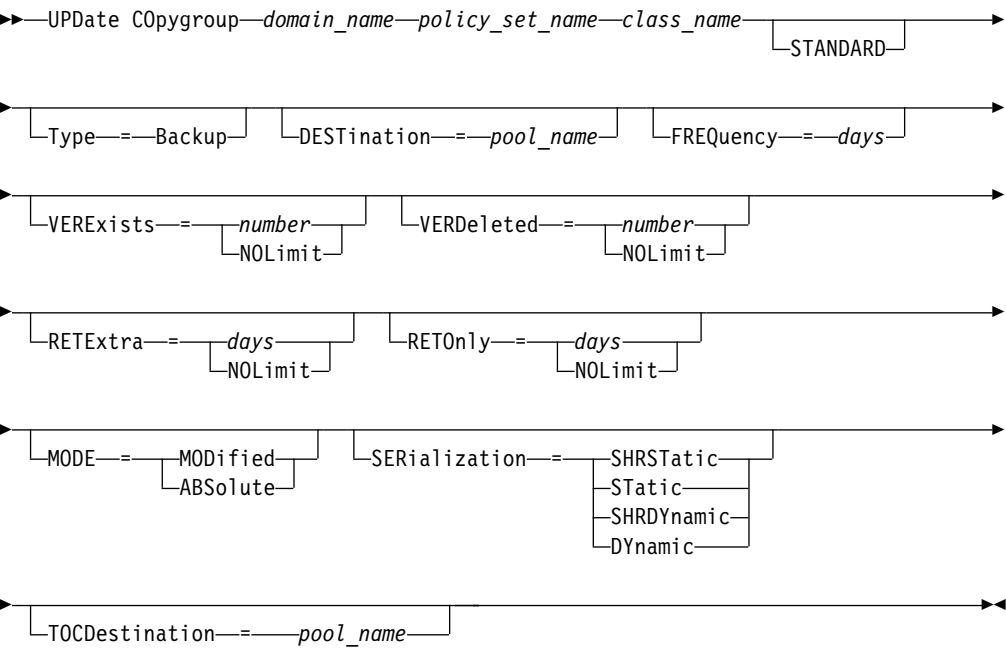 UPDate COpygroup domain_name policy_set_name class_name
STANDARD
Type = Backup DESTination = pool_name FREQuency = days
VERExists = number VERDeleted = number
NOLimit NOLimit
RETExtra = days RETOnly = days
NOLimit NOLimit
MODE = MODified SERialization = SHRSTatic
ABSolute STatic
SHRDYnamic
DYnamic
TOCDestination = pool_name